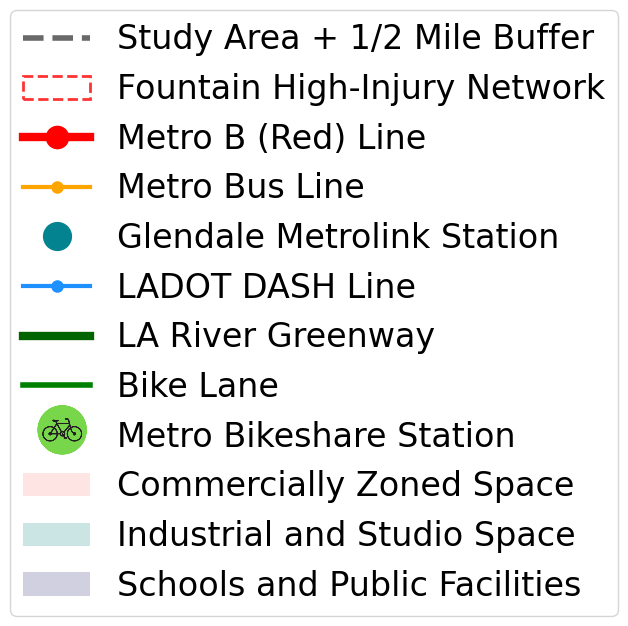 Study Area + 1/2 Mile Buffer
Fountain High-Injury Network
Metro B (Red) Line
Metro Bus Line
Glendale Metrolink Station
LADOT DASH Line
LA River Greenway
Bike Lane
Metro Bikeshare Station
Commercially Zoned Space
Industrial and Studio Space
Schools and Public Facilities